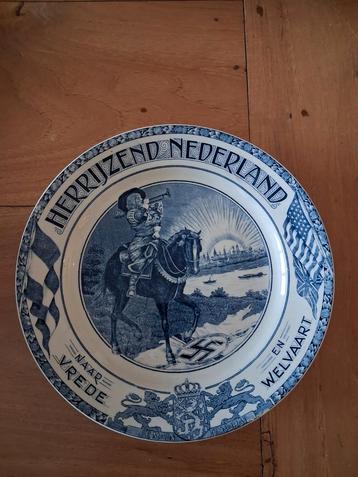 HERRIJZEND NEDERLAND
NAAR
VREDE
EN
WELVAART